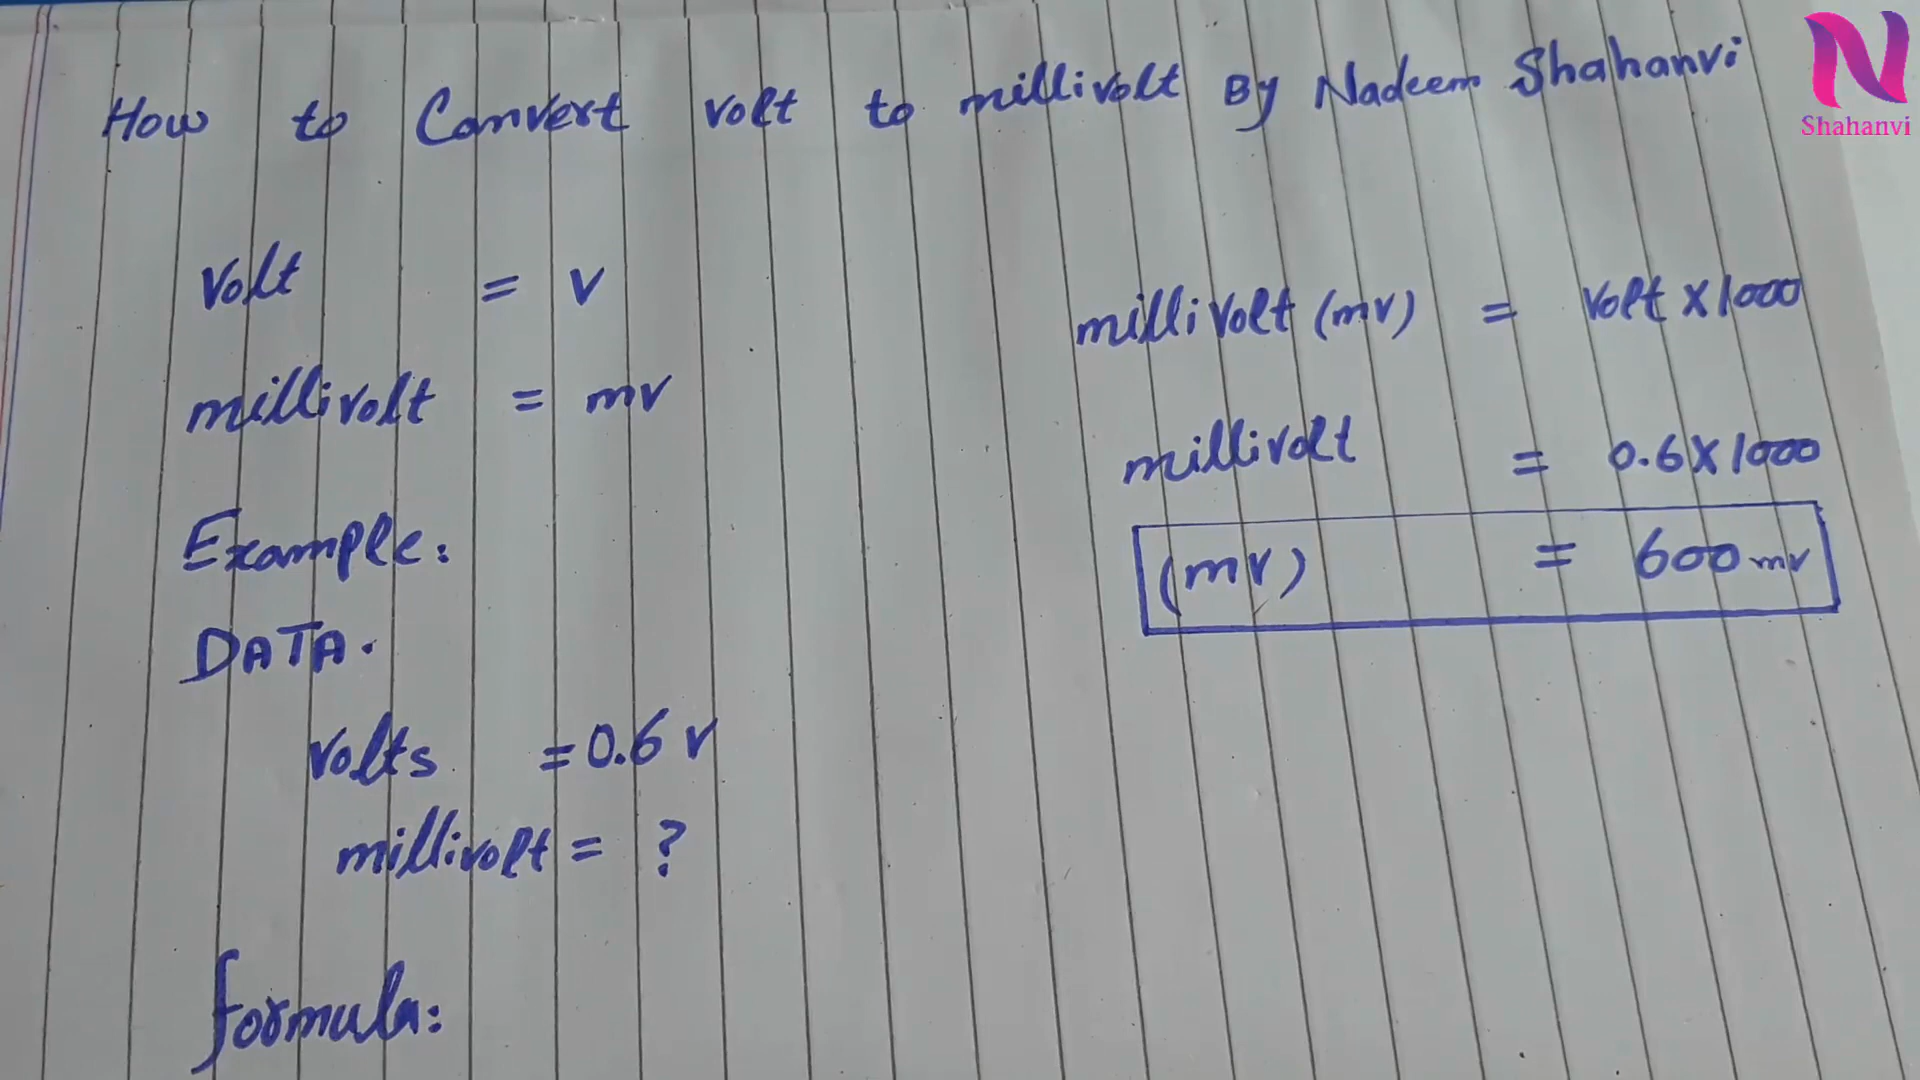 How to Convert volt to millivolt By Nadeem Shahanvi
N
Shahanvi
Volt = V
millivolt = mv
Example:
DATA.
volts = 0.6 v
millivolt = ?
formula:
millivolt (mv) = volt X 1000
millivolt = 0.6 X 1000
(mv) = 600 mv